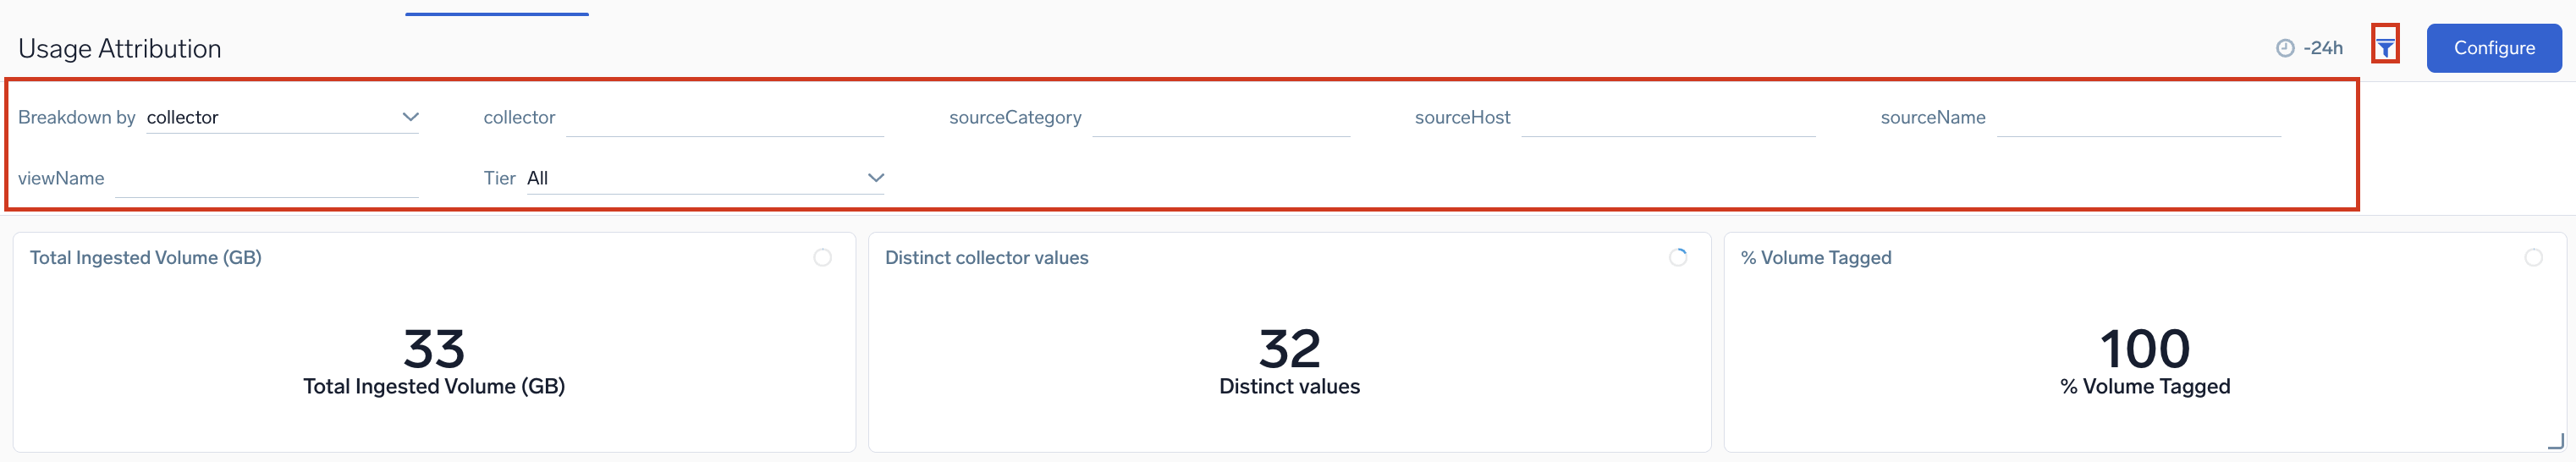 Usage Attribution
-24h
Configure
Breakdown by collector
collector
sourceCategory
sourceHost
sourceName
viewName
Tier All
Total Ingested Volume (GB)
33
Total Ingested Volume (GB)
Distinct collector values
32
Distinct values
% Volume Tagged
100
% Volume Tagged